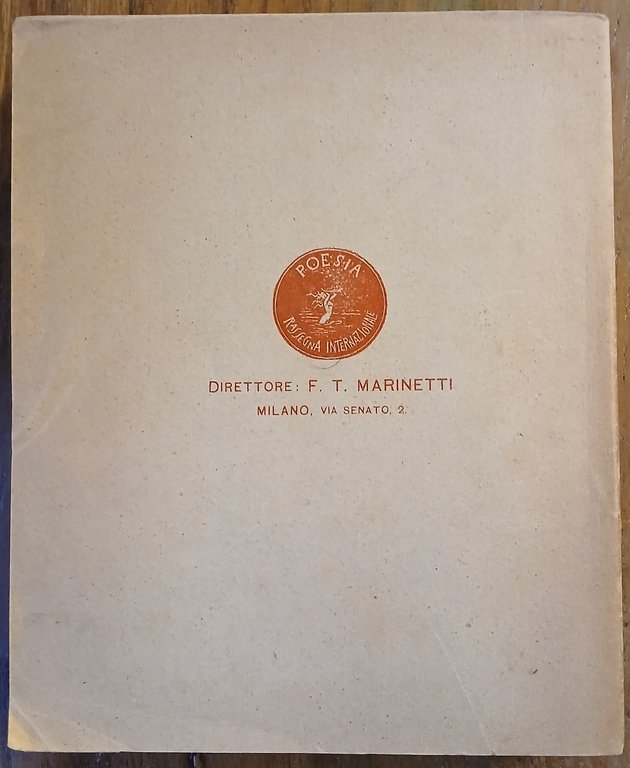 POESIA
RASSEGNA INTERNAZIONALE
DIRETTORE: F. T. MARINETTI
MILANO, VIA SENATO, 2.